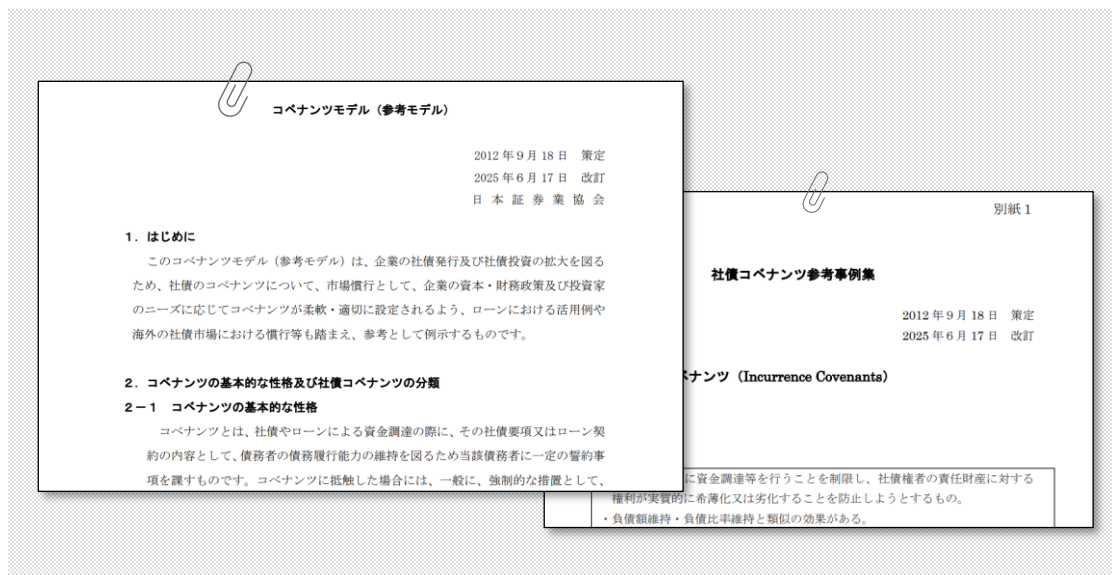 コベナンツモデル（参考モデル）
2012年9月18日　策定
2025年6月17日　改訂
日本証券業協会
1．はじめに
このコベナンツモデル（参考モデル）は、企業の社債発行及び社債投資の拡大を図る
ため、社債のコベナンツについて、市場慣行として、企業の資本・財務政策及び投資家
のニーズに応じてコベナンツが柔軟・適切に設定されるよう、ローンにおける活用例や
海外の社債市場における慣行等も踏まえ、参考として例示するものです。
2．コベナンツの基本的な性格及び社債コベナンツの分類
2－1　コベナンツの基本的な性格
コベナンツとは、社債やローンによる資金調達の際に、その社債要項又はローン契
約の内容として、債務者の債務履行能力の維持を図るため当該債務者に一定の誓約事
項を課すものです。コベナンツに抵触した場合には、一般に、強制的な措置として、
別紙1
社債コベナンツ参考事例集
2012年9月18日　策定
2025年6月17日　改訂
ナンツ（Incurrence Covenants）
に資金調達等を行うことを制限し、社債権者の責任財産に対する
権利が実質的に希薄化又は劣化することを防止しようとするもの。
・負債額維持・負債比率維持と類似の効果がある。